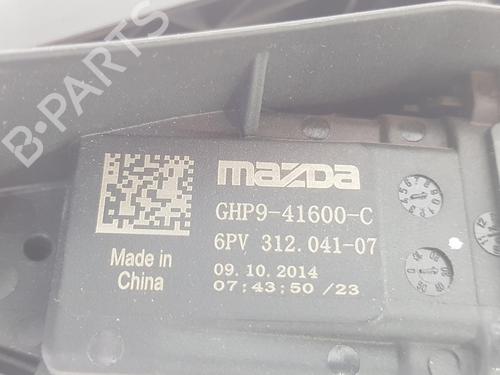 B-PARTS
mazda
GHP9-41600-C
6PV 312.041-07
Made in
China
09.10.2014
07:43:50 /23